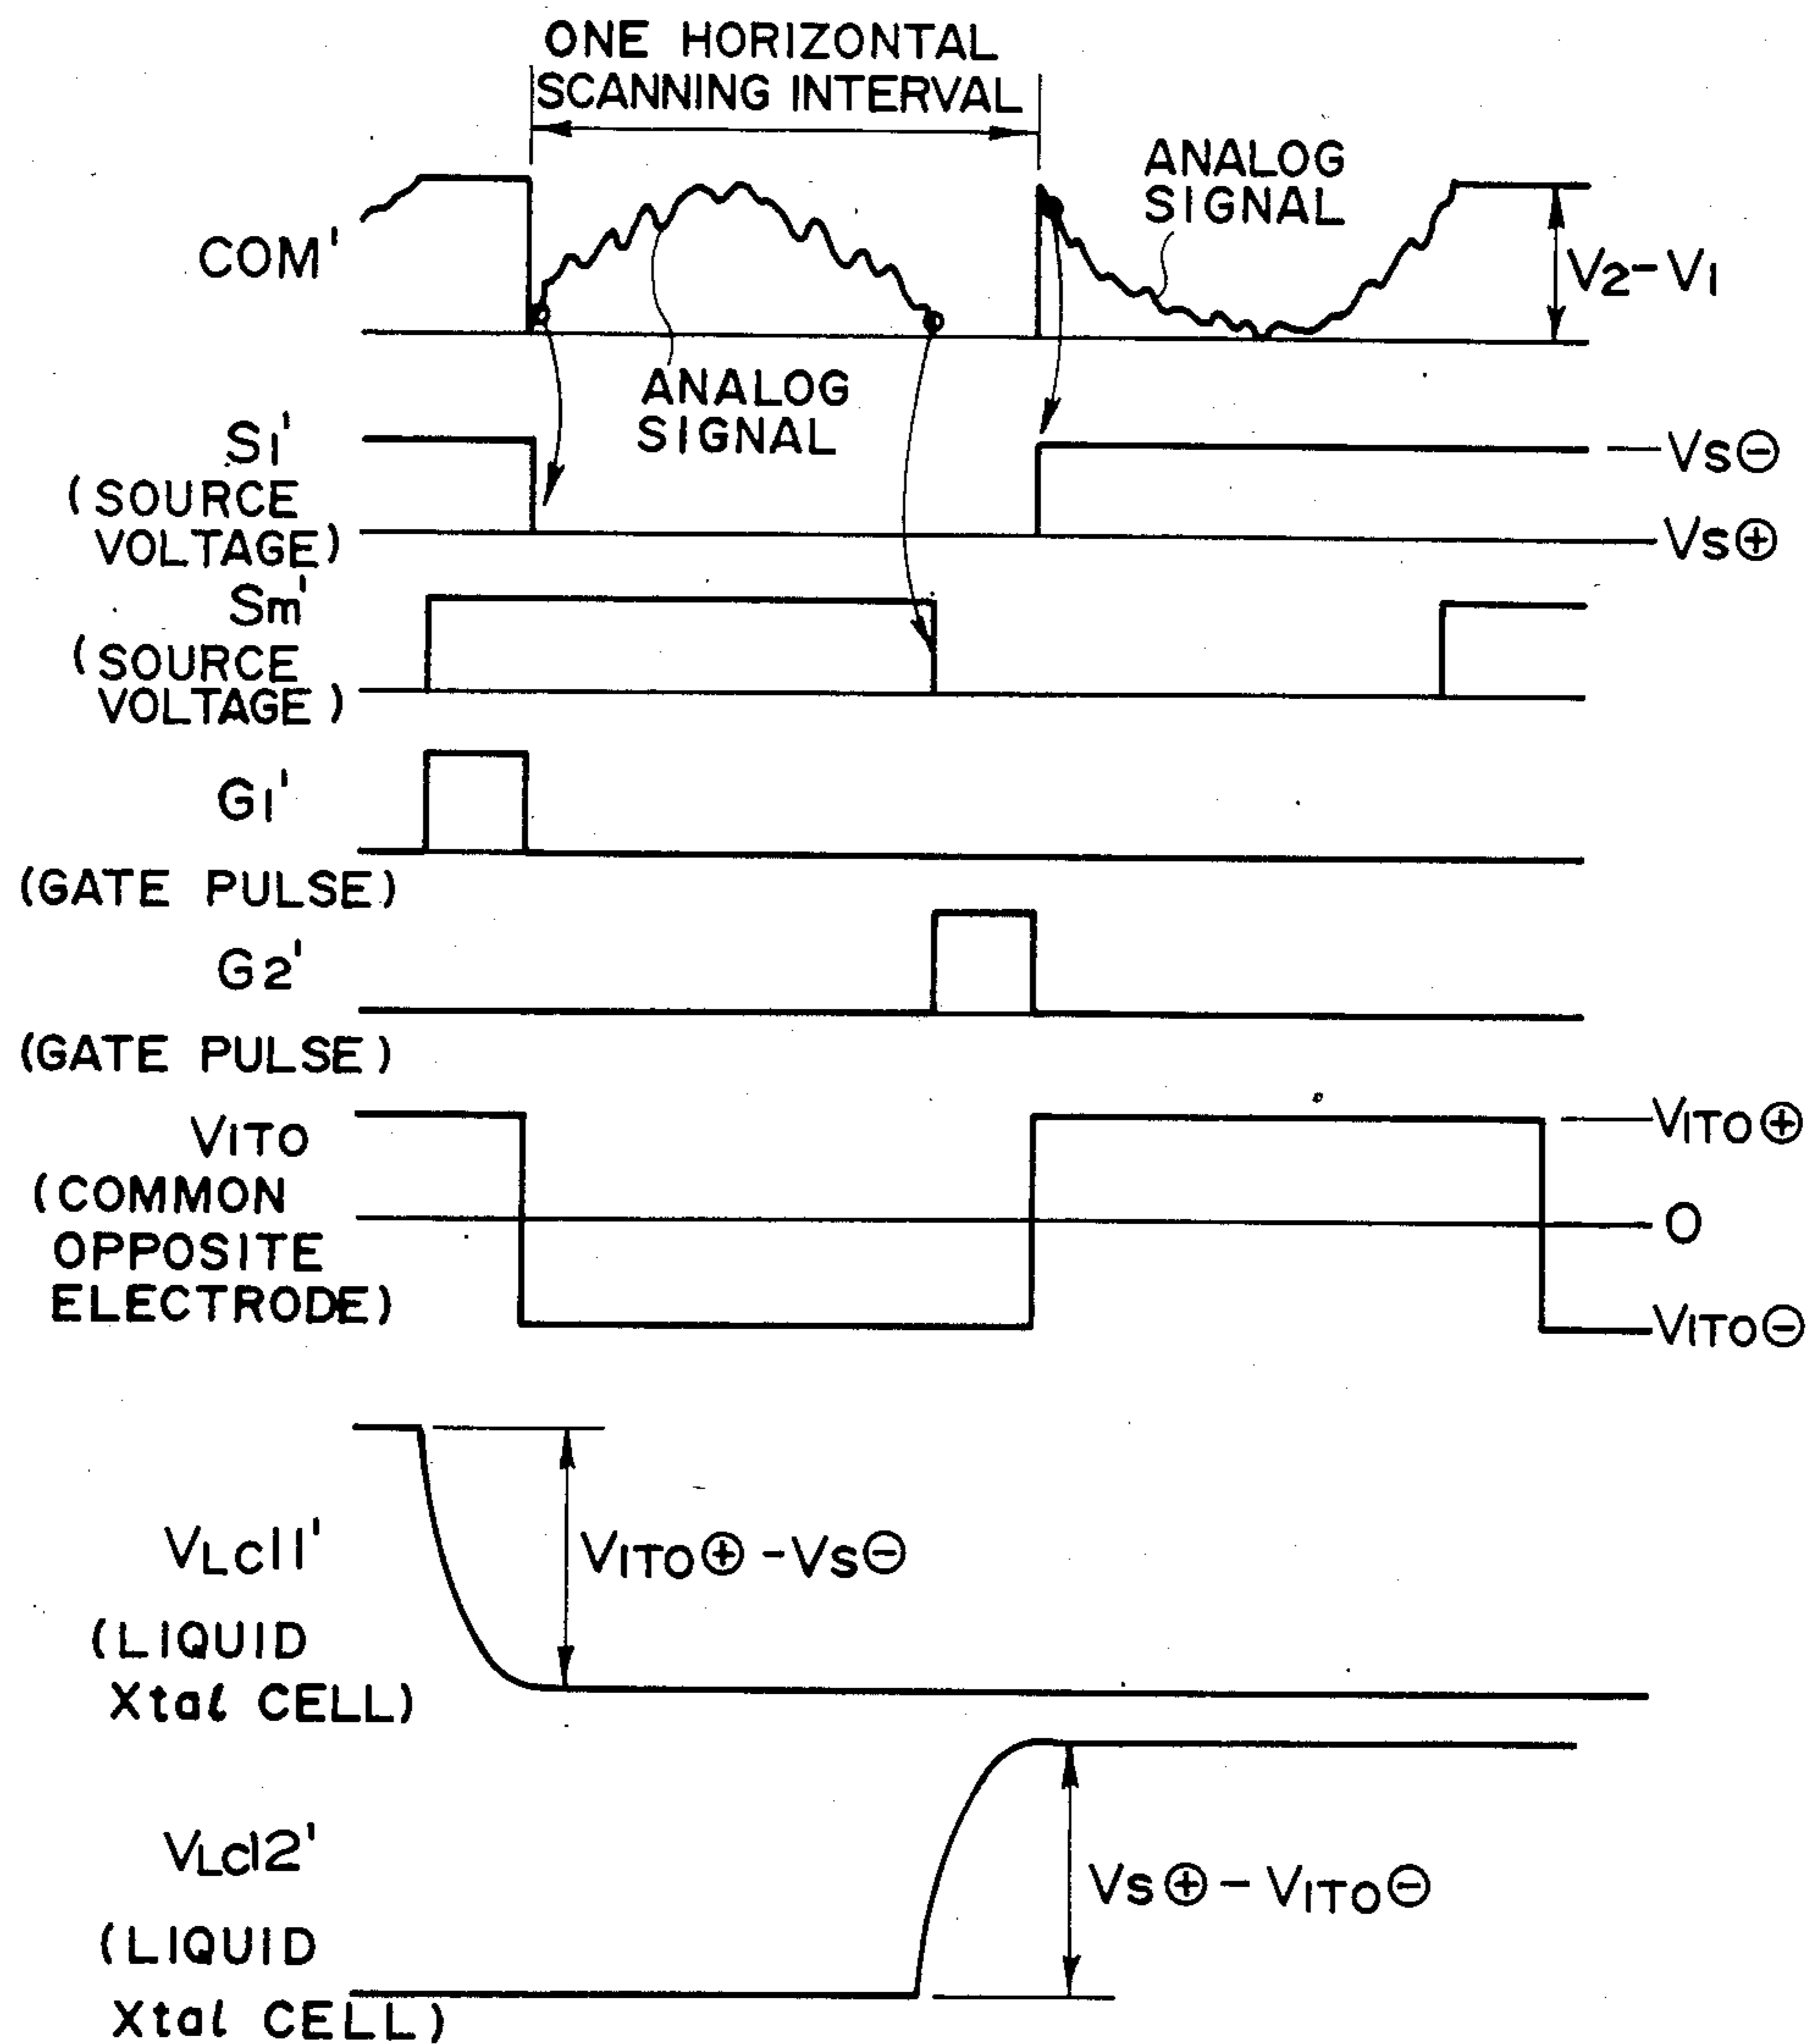 ONE HORIZONTAL
SCANNING INTERVAL
ANALOG
SIGNAL
COM'
V2-V1
ANALOG
SIGNAL
S1'
(SOURCE
VOLTAGE)
Vs⊖
Vs⊕
Sm'
(SOURCE
VOLTAGE)
G1'
(GATE PULSE)
G2'
(GATE PULSE)
VITO
(COMMON
OPPOSITE
ELECTRODE)
VITO⊕
O
VITO⊖
VLC11'
VITO⊕-Vs⊖
(LIQUID
Xtal CELL)
VLC12'
Vs⊕-VITO⊖
(LIQUID
Xtal CELL)